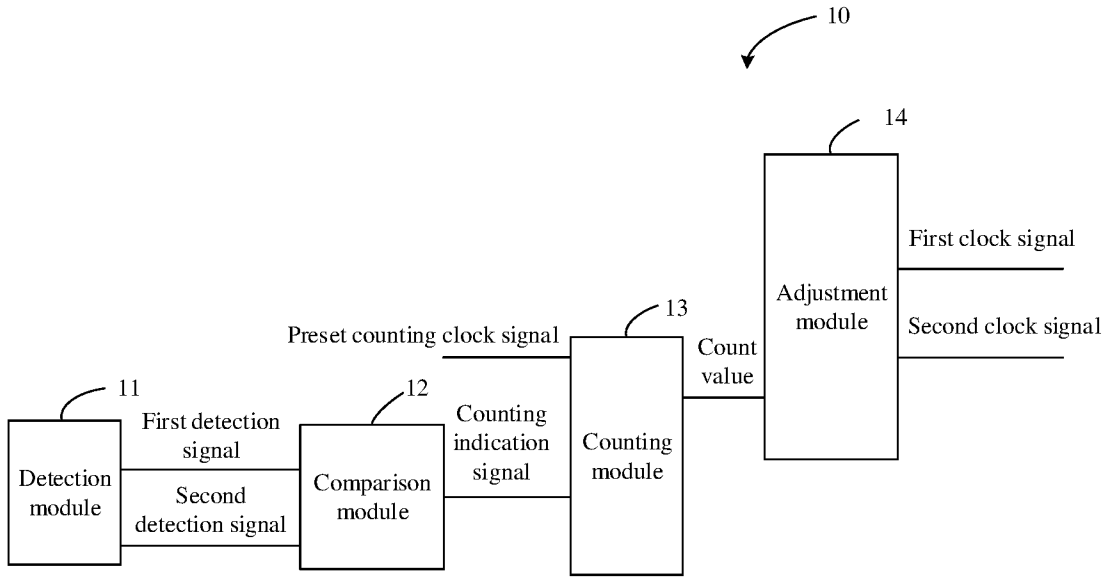 10
14
First clock signal
Adjustment
module
Second clock signal
13
Preset counting clock signal
Count
value
11
12
First detection
signal
Counting
indication
signal
Counting
module
Detection
module
Comparison
module
Second
detection signal